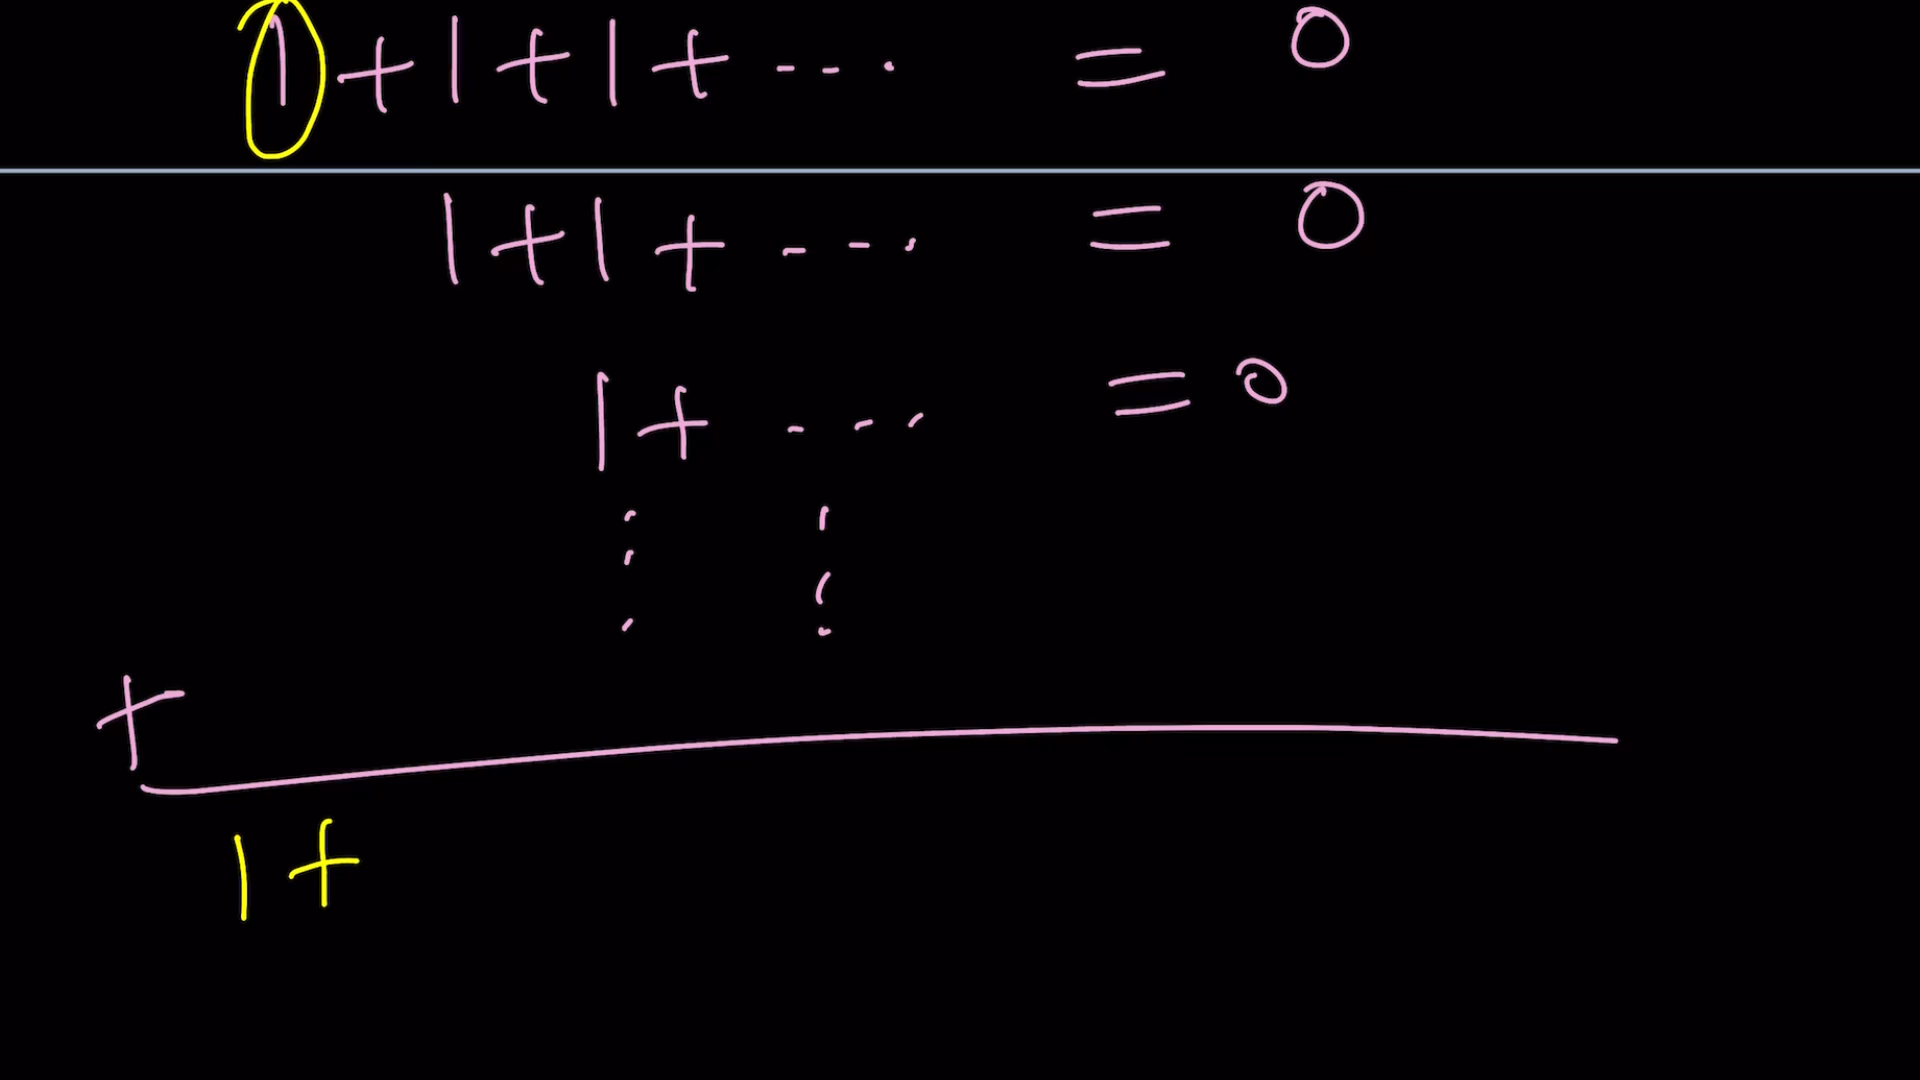 1 + 1 + 1 + ... = 0
1 + 1 + ... = 0
1 + ... = 0
⋮ ⋮
+
1 +